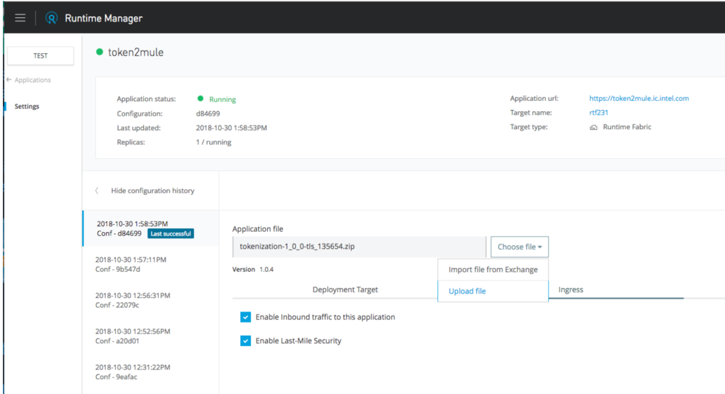 Runtime Manager
TEST
token2mule
Applications
Settings
Application status: Running
Configuration: d84699
Last updated: 2018-10-30 1:58:53PM
Replicas: 1 / running
Application url: https://token2mule.ic.intel.com
Target name: rtf231
Target type: Runtime Fabric
Hide configuration history
2018-10-30 1:58:53PM
Conf - d84699 Last successful
2018-10-30 1:57:11PM
Conf - 9b547d
2018-10-30 12:56:31PM
Conf - 22079c
2018-10-30 12:52:56PM
Conf - a20d01
2018-10-30 12:31:22PM
Conf - 9eafac
Application file
tokenization-1_0_0-tls_135654.zip
Choose file
Import file from Exchange
Upload file
Version 1.0.4
Deployment Target
Ingress
Enable Inbound traffic to this application
Enable Last-Mile Security